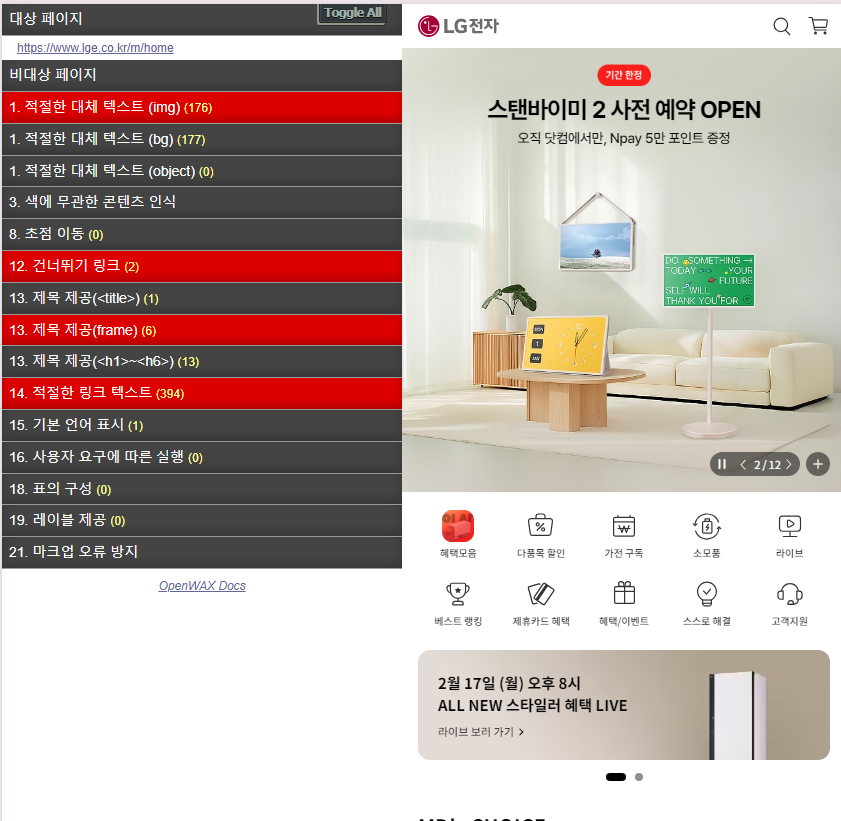 대상 페이지
Toggle All
https://www.lge.co.kr/m/home
비대상 페이지
1. 적절한 대체 텍스트 (img) (176)
1. 적절한 대체 텍스트 (bg) (177)
1. 적절한 대체 텍스트 (object) (0)
3. 색에 무관한 콘텐츠 인식
8. 초점 이동 (0)
12. 건너뛰기 링크 (2)
13. 제목 제공(<title>) (1)
13. 제목 제공(frame) (6)
13. 제목 제공(<h1>~<h6>) (13)
14. 적절한 링크 텍스트 (394)
15. 기본 언어 표시 (1)
16. 사용자 요구에 따른 실행 (0)
18. 표의 구성 (0)
19. 레이블 제공 (0)
21. 마크업 오류 방지
OpenWAX Docs
LG전자
기간 한정
스탠바이미 2 사전 예약 OPEN
오직 닷컴에서만, Npay 5만 포인트 증정
DO SOMETHING →
TODAY YOUR
FUTURE
SELF WILL
THANK YOU FOR
MON
1
JAN
2/12
혜택모음
다품목 할인
가전 구독
소모품
라이브
베스트 랭킹
제휴카드 혜택
혜택/이벤트
스스로 해결
고객지원
2월 17일 (월) 오후 8시
ALL NEW 스타일러 혜택 LIVE
라이브 보러 가기 >